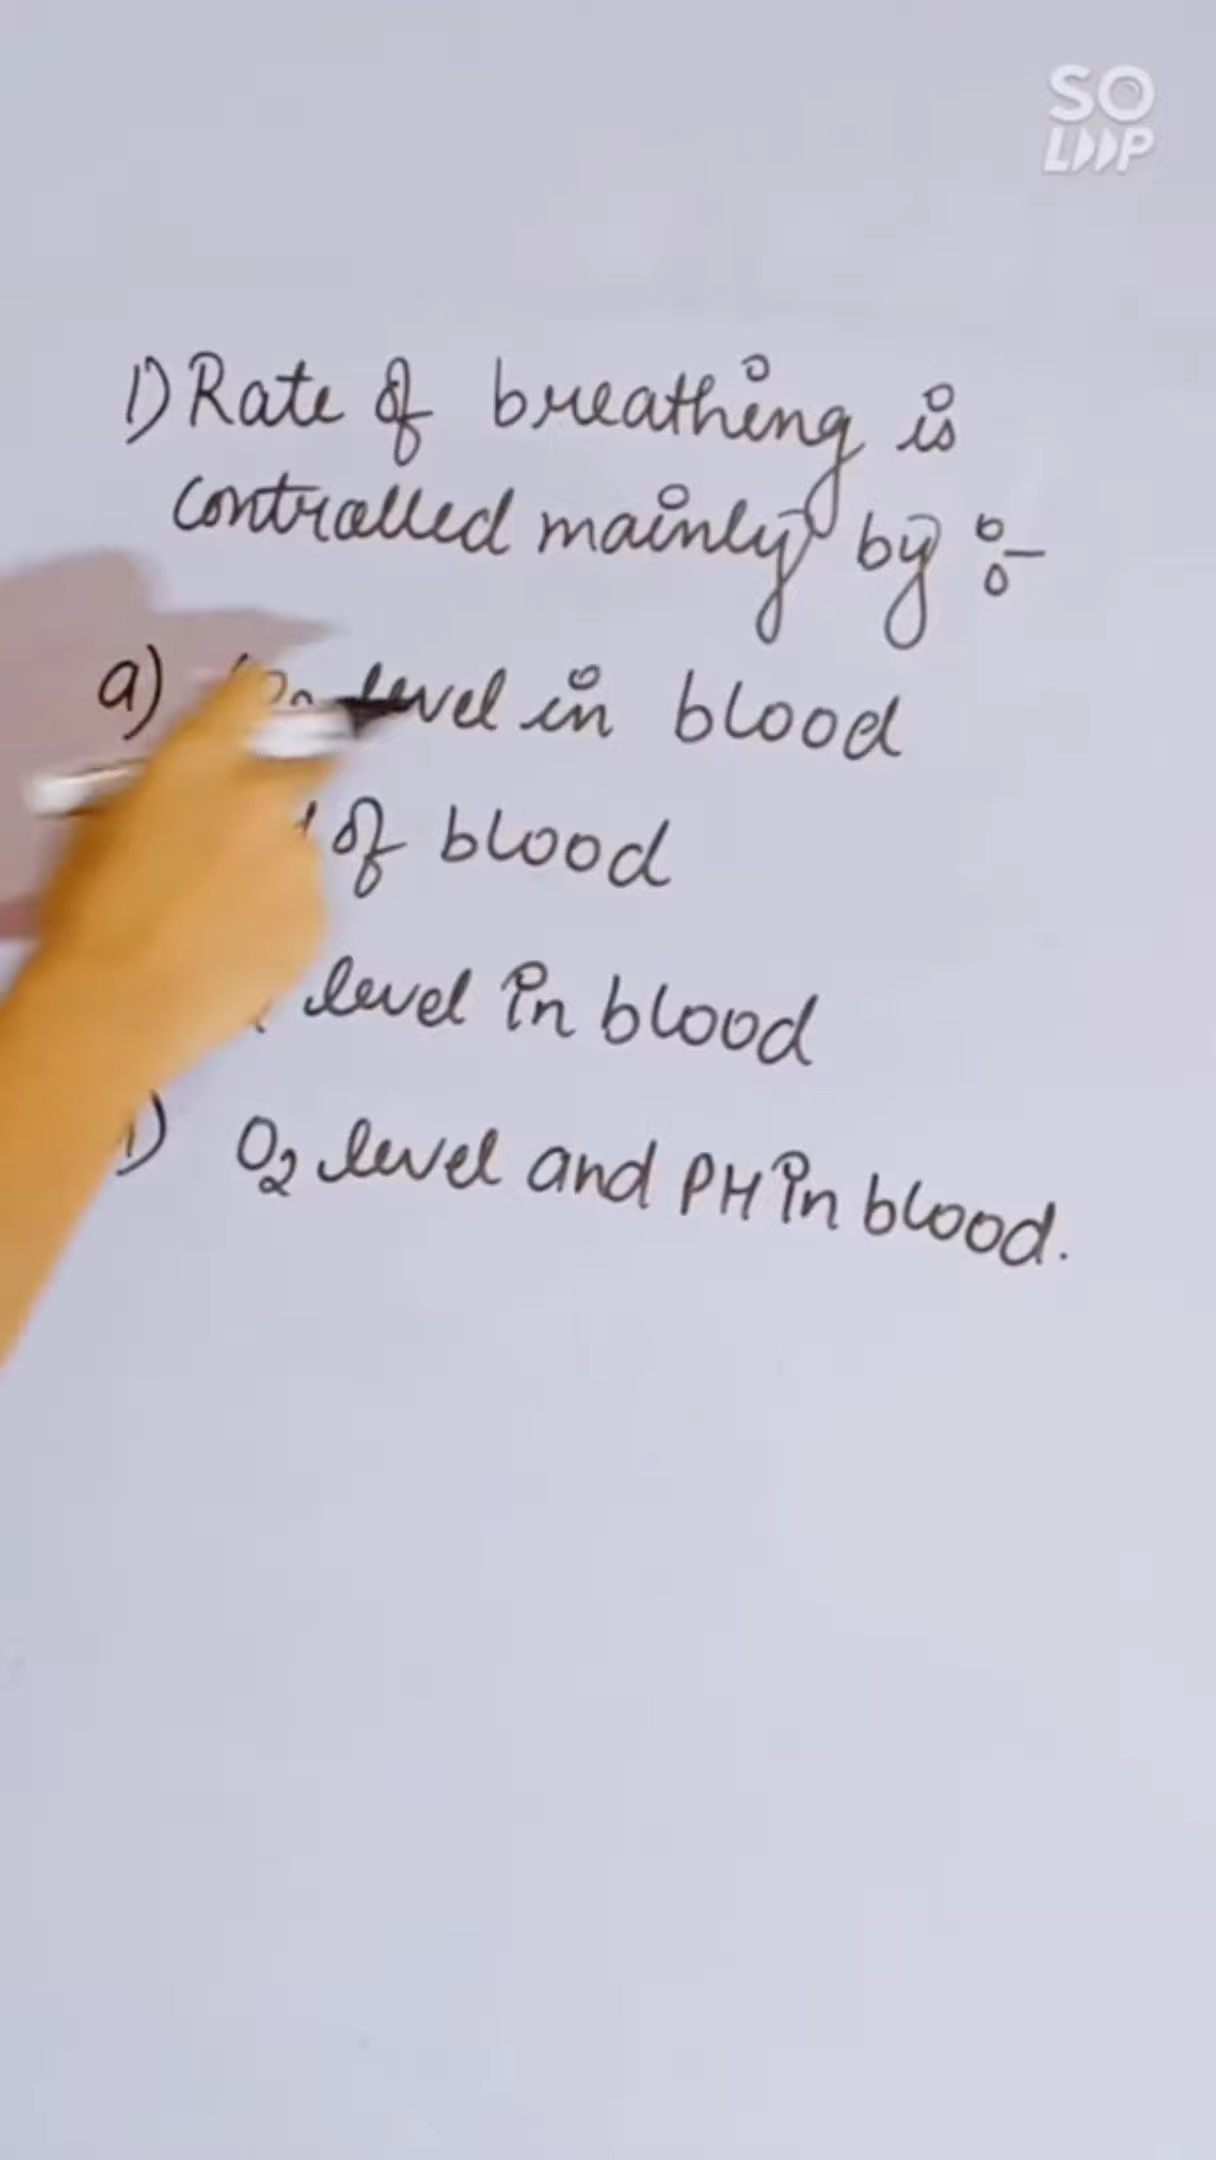 SO
LOOP
1) Rate of breathing is
controlled mainly by :-
a) level in blood
of blood
level in blood
O2 level and PH in blood.